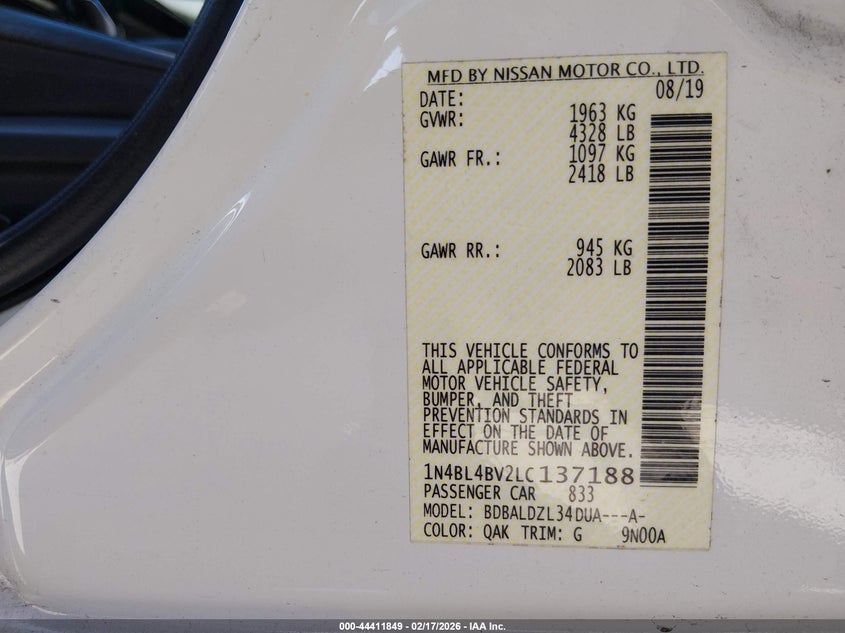 MFD BY NISSAN MOTOR CO., LTD.
DATE: 08/19
GVWR: 1963 KG
4328 LB
GAWR FR.: 1097 KG
2418 LB
GAWR RR.: 945 KG
2083 LB
THIS VEHICLE CONFORMS TO
ALL APPLICABLE FEDERAL
MOTOR VEHICLE SAFETY,
BUMPER, AND THEFT
PREVENTION STANDARDS IN
EFFECT ON THE DATE OF
MANUFACTURE SHOWN ABOVE.
1N4BL4BV2LC137188
PASSENGER CAR 833
MODEL: BDBALDZL34DUA---A-
COLOR: QAK TRIM: G 9N00A
000-44411849 - 02/17/2026 - IAA Inc.